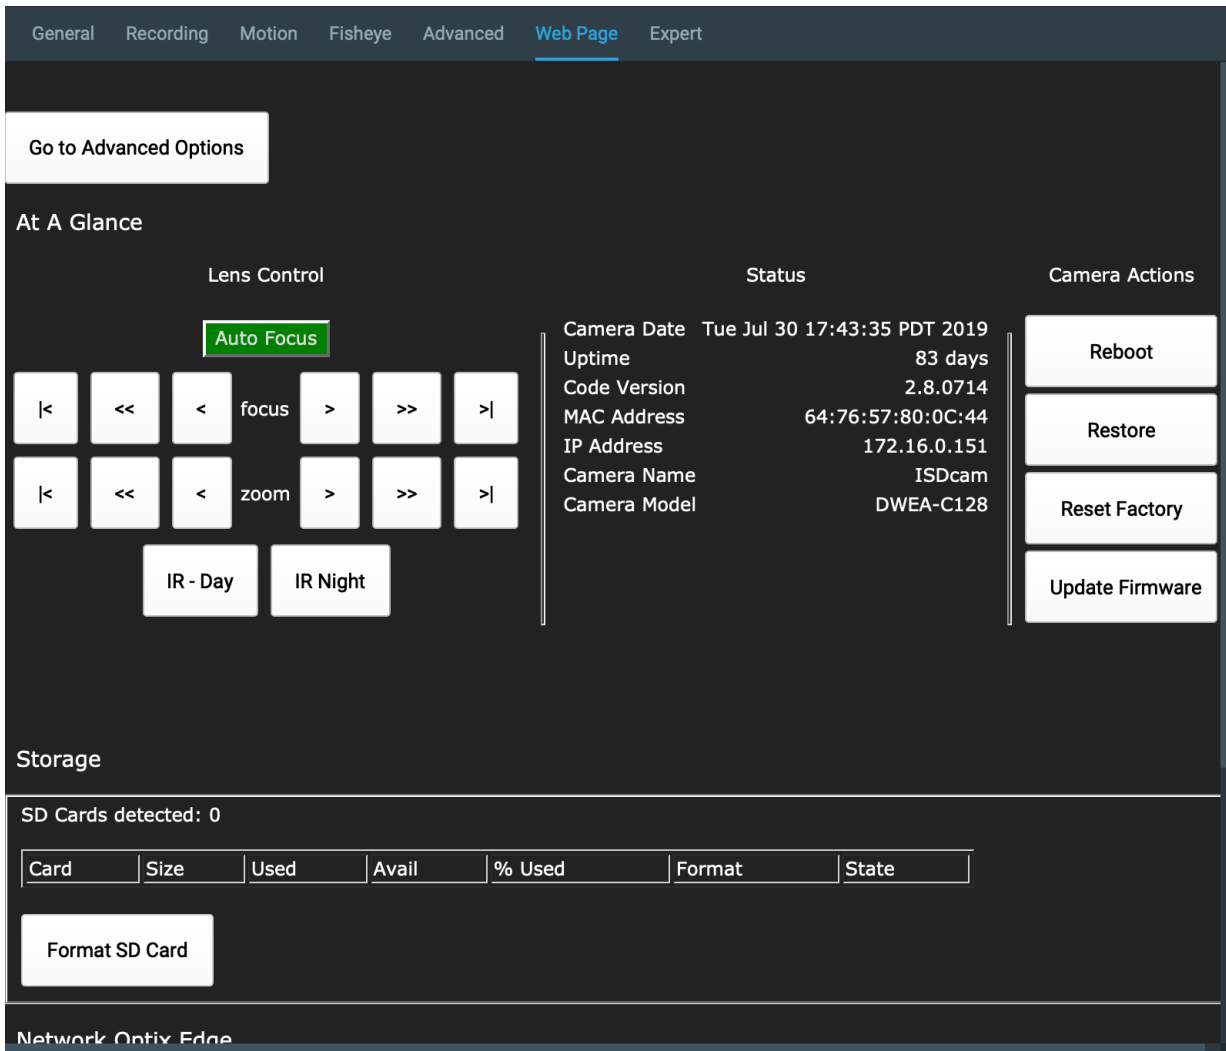 General Recording Motion Fisheye Advanced Web Page Expert
Go to Advanced Options
At A Glance
Lens Control
Auto Focus
|< << < focus > >> >|
|< << < zoom > >> >|
IR - Day IR Night
Status
Camera Date Tue Jul 30 17:43:35 PDT 2019
Uptime 83 days
Code Version 2.8.0714
MAC Address 64:76:57:80:0C:44
IP Address 172.16.0.151
Camera Name ISDcam
Camera Model DWEA-C128
Camera Actions
Reboot
Restore
Reset Factory
Update Firmware
Storage
SD Cards detected: 0
Card Size Used Avail % Used Format State
Format SD Card
Network Optix Edge